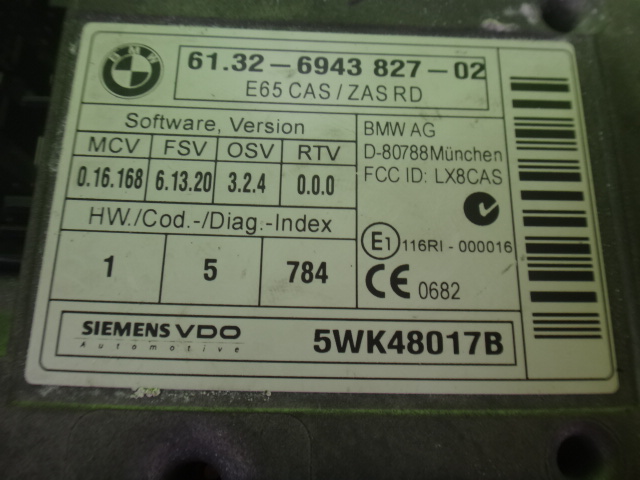 BMW
61.32-6943 827-02
E65 CAS/ZAS RD
Software, Version
MCV FSV OSV RTV
0.16.168 6.13.20 3.2.4 0.0.0
HW./Cod.-/Diag.-Index
1 5 784
BMW AG
D-80788München
FCC ID: LX8CAS
E1 116RI-000016
CE 0682
SIEMENS VDO
Automotive
5WK48017B